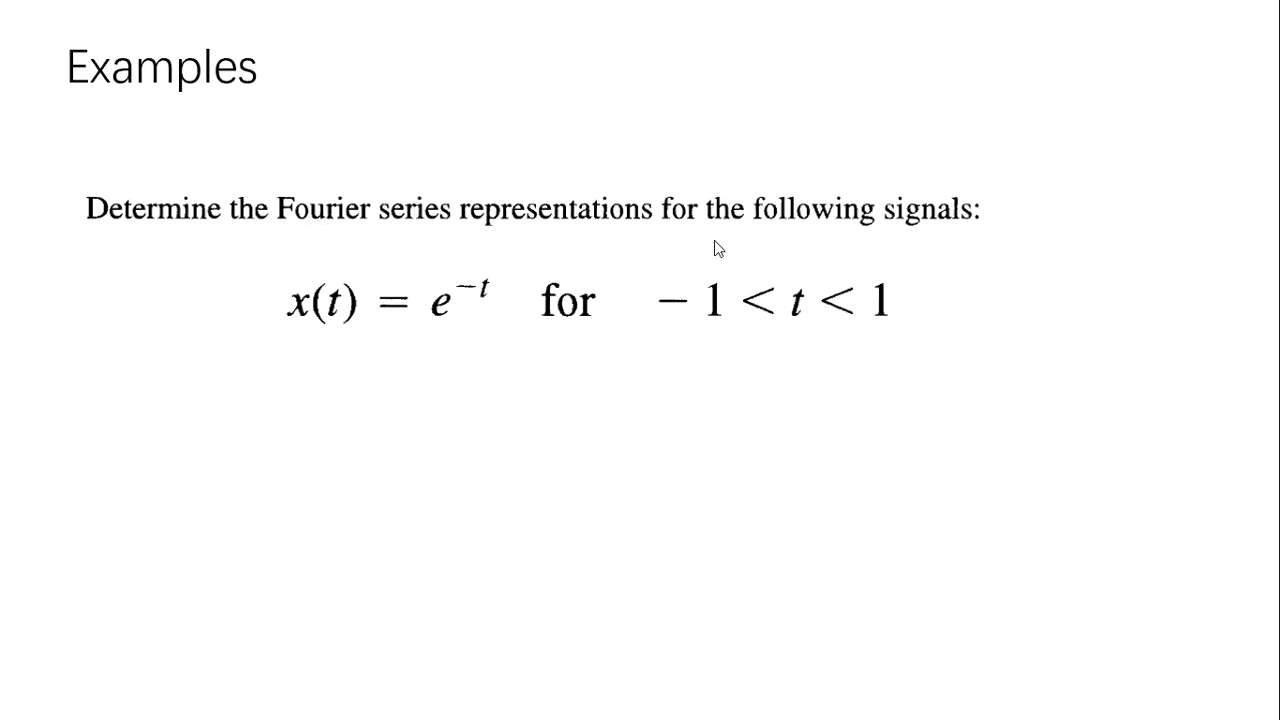 Examples
Determine the Fourier series representations for the following signals:
x(t) = e^{-t} for - 1 < t < 1